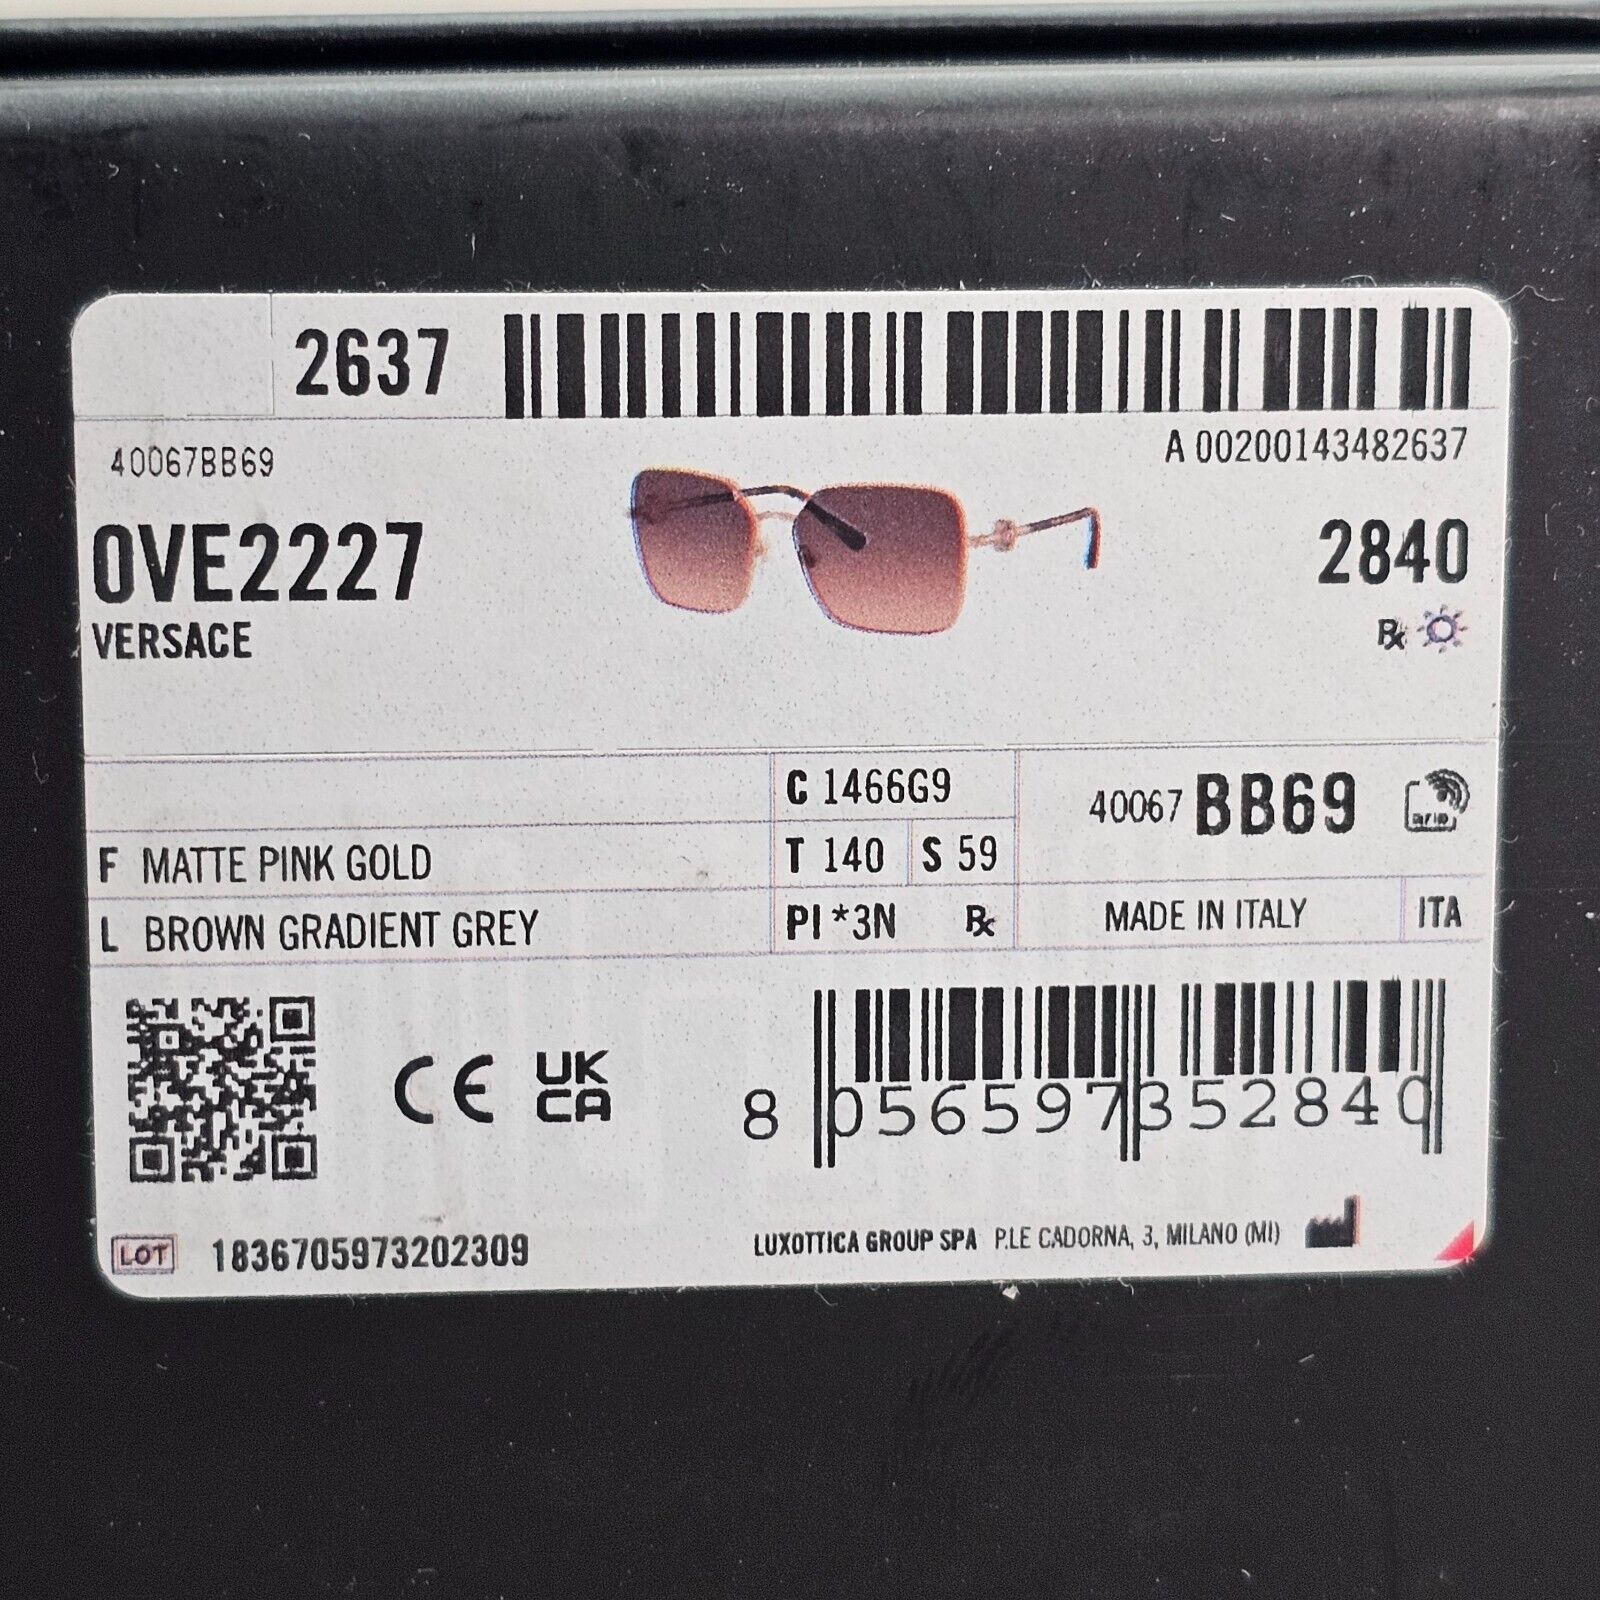 2637
A 00200143482637
40067BB69
0VE2227
VERSACE
2840
Rx
C 1466G9
40067 BB69
F MATTE PINK GOLD
T 140 S 59
L BROWN GRADIENT GREY
PI *3N Rx
MADE IN ITALY
ITA
CE
UK
CA
8 056597 352840
LOT 1836705973202309
LUXOTTICA GROUP SPA P.LE CADORNA, 3, MILANO (MI)